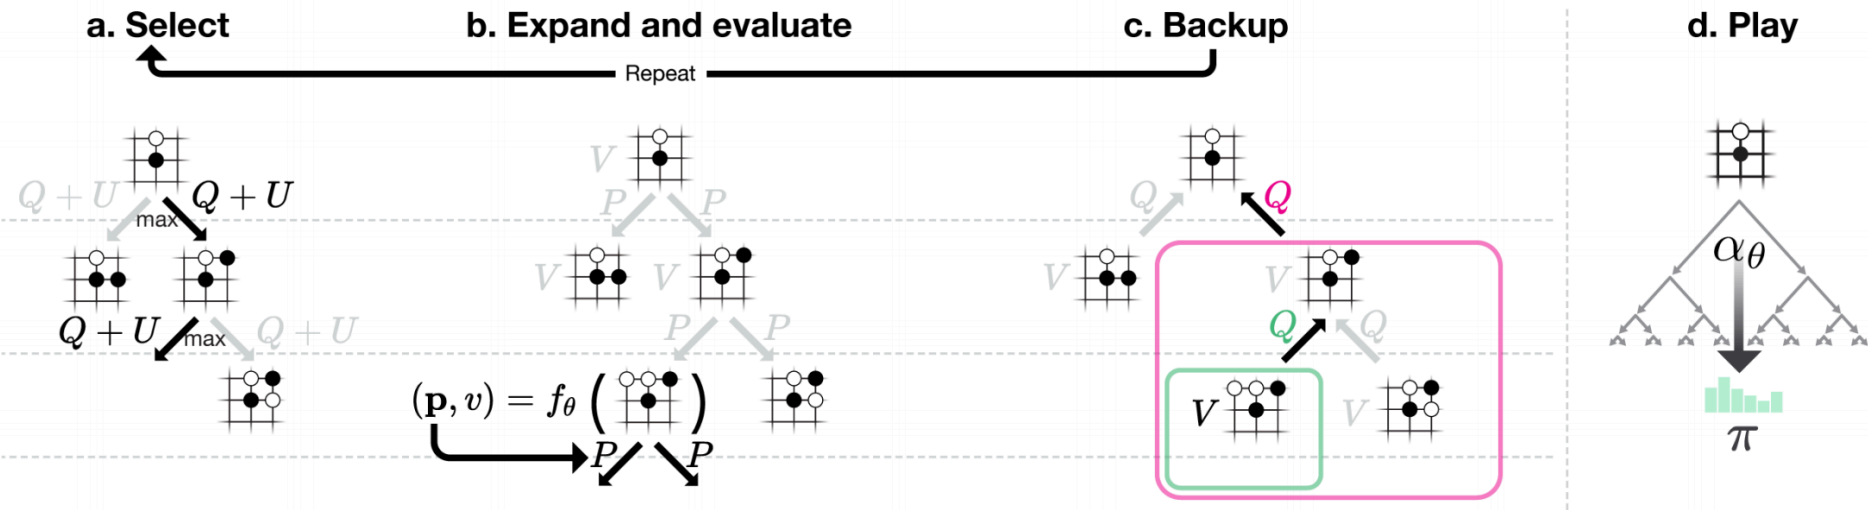 a. Select
b. Expand and evaluate
c. Backup
d. Play
Repeat
Q + U
max
Q + U
Q + U
max
Q + U
V
P
P
V
V
P
P
(p, v) = fθ ( )
P
P
Q
Q
V
V
Q
Q
V
V
αθ
π